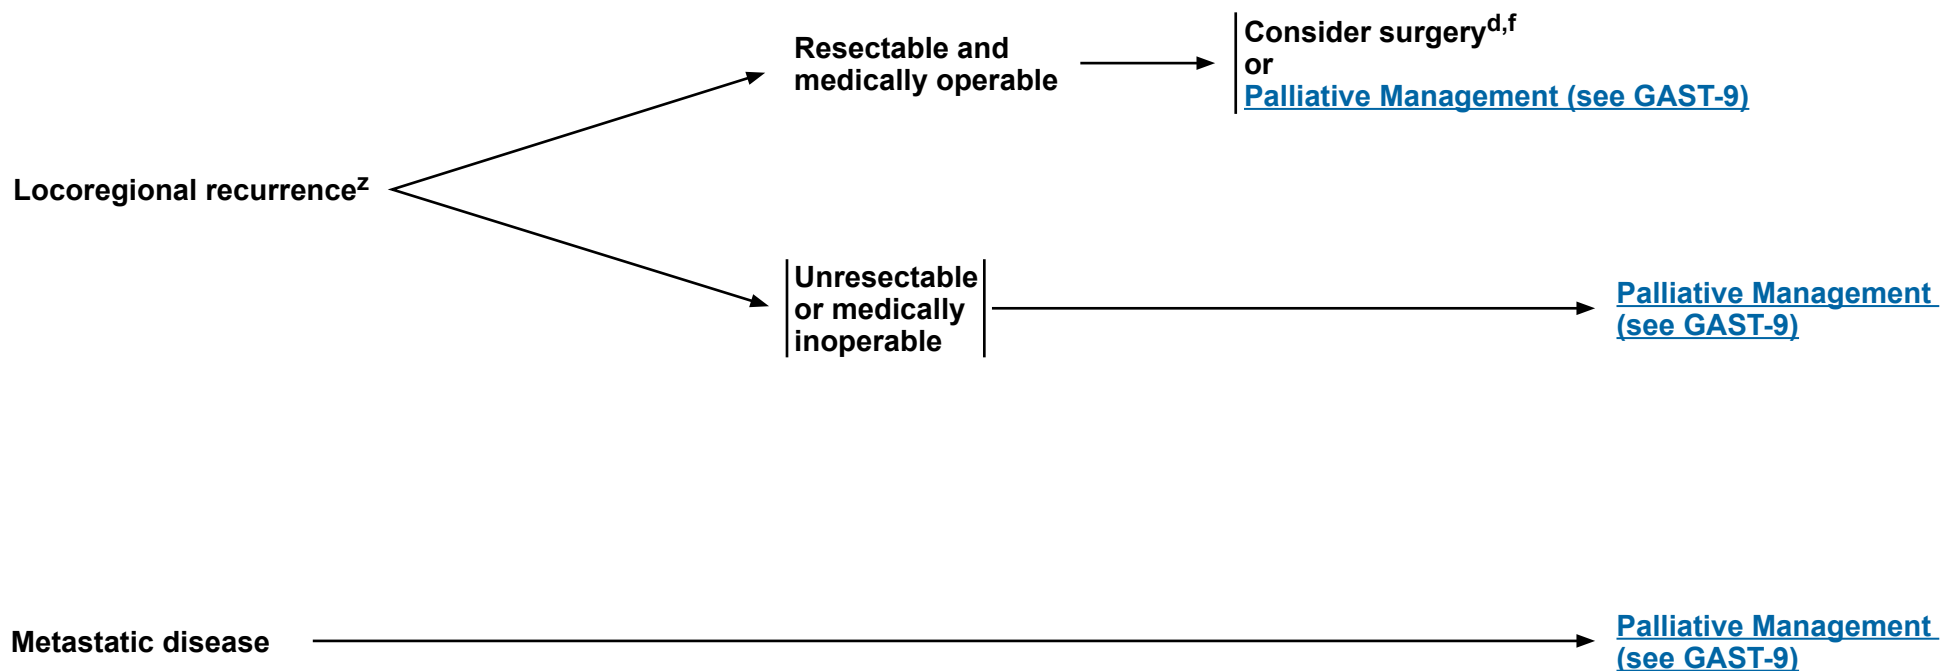 Resectable and
medically operable
Consider surgeryd,f
or
Palliative Management (see GAST-9)
Locoregional recurrencez
Unresectable
or medically
inoperable
Palliative Management
(see GAST-9)
Metastatic disease
Palliative Management
(see GAST-9)